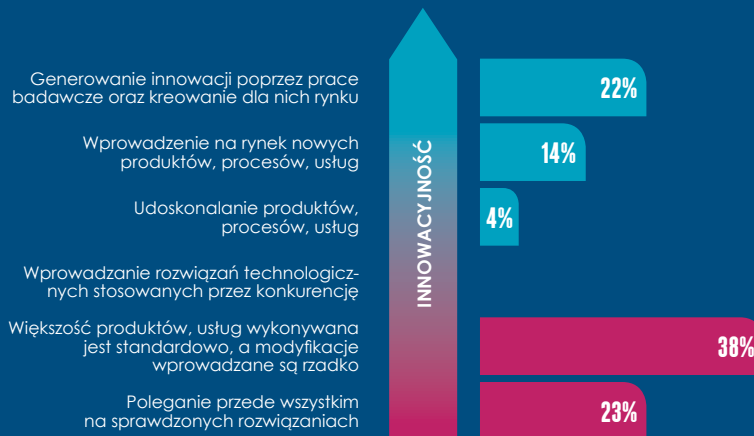 Generowanie innowacji poprzez prace
badawcze oraz kreowanie dla nich rynku
22%
Wprowadzenie na rynek nowych
produktów, procesów, usług
14%
Udoskonalanie produktów,
procesów, usług
4%
Wprowadzanie rozwiązań technologicz-
nych stosowanych przez konkurencję
Większość produktów, usług wykonywana
jest standardowo, a modyfikacje
wprowadzane są rzadko
38%
Poleganie przede wszystkim
na sprawdzonych rozwiązaniach
23%
INNOWACYJNOŚĆ